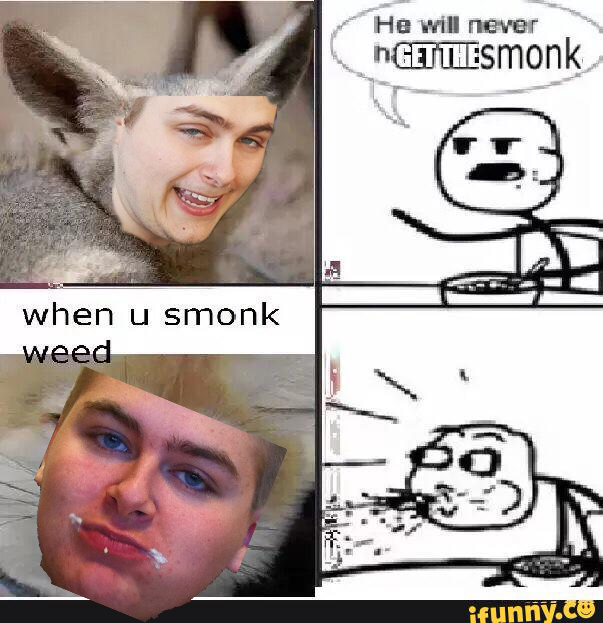 He will never
GET THE smonk
when u smonk
weed
ifunny.co